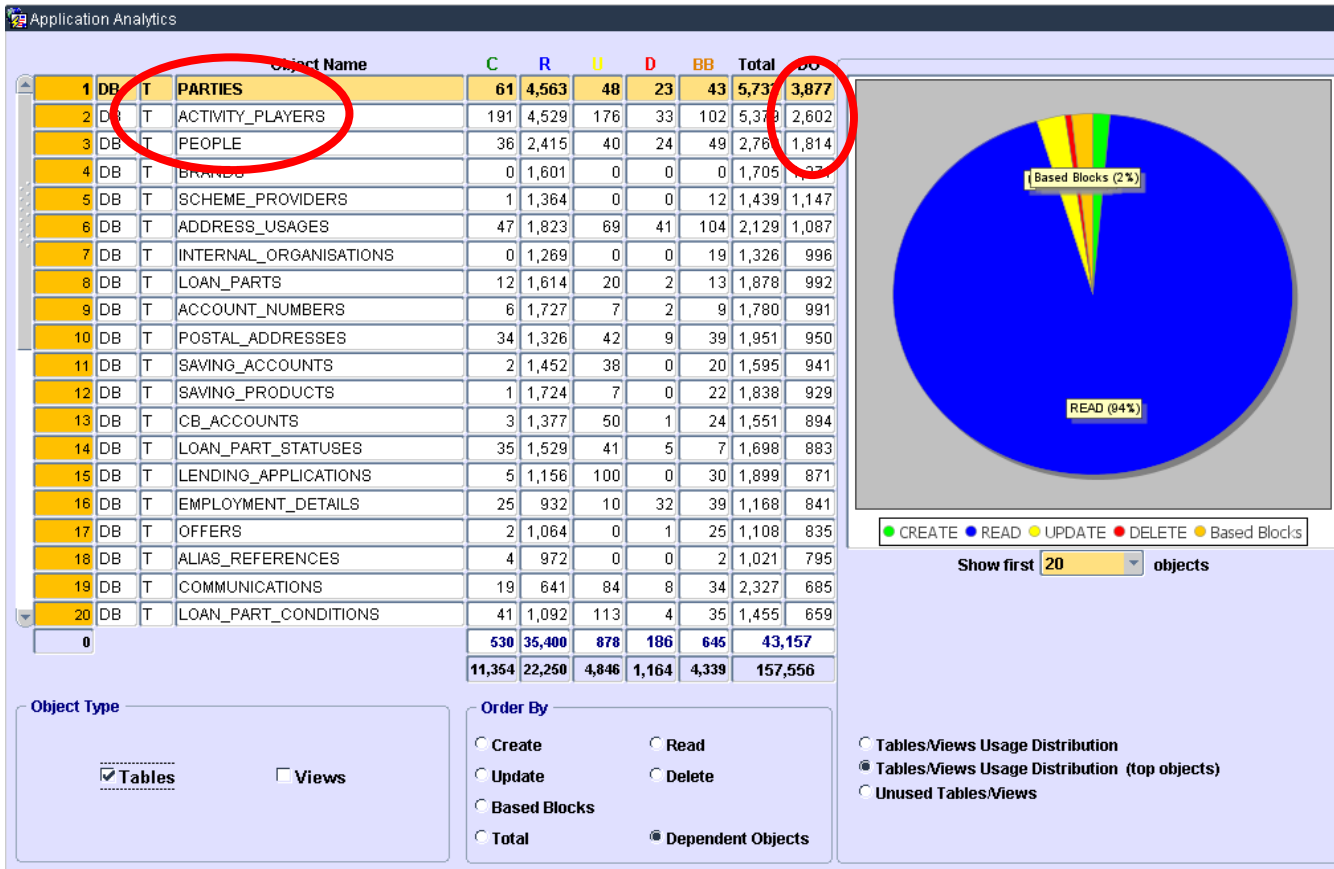 Application Analytics
Object Name C R U D BB Total DO
1 DB T PARTIES 61 4,563 48 23 43 3,877
2 DB T ACTIVITY_PLAYERS 191 4,529 176 33 102 5,379 2,602
3 DB T PEOPLE 36 2,415 40 24 49 1,814
4 DB T BRANDS 0 1,601 0 0 0 1,705
5 DB T SCHEME_PROVIDERS 1 1,364 0 0 12 1,439 1,147
6 DB T ADDRESS_USAGES 47 1,823 69 41 104 2,129 1,087
7 DB T INTERNAL_ORGANISATIONS 0 1,269 0 0 19 1,326 996
8 DB T LOAN_PARTS 12 1,614 20 2 13 1,878 992
9 DB T ACCOUNT_NUMBERS 6 1,727 7 2 9 1,780 991
10 DB T POSTAL_ADDRESSES 34 1,326 42 9 39 1,951 950
11 DB T SAVING_ACCOUNTS 2 1,452 38 0 20 1,595 941
12 DB T SAVING_PRODUCTS 1 1,724 7 0 22 1,838 929
13 DB T CB_ACCOUNTS 3 1,377 50 1 24 1,551 894
14 DB T LOAN_PART_STATUSES 35 1,529 41 5 7 1,698 883
15 DB T LENDING_APPLICATIONS 5 1,156 100 0 30 1,899 871
16 DB T EMPLOYMENT_DETAILS 25 932 10 32 39 1,168 841
17 DB T OFFERS 2 1,064 0 1 25 1,108 835
18 DB T ALIAS_REFERENCES 4 972 0 0 2 1,021 795
19 DB T COMMUNICATIONS 19 641 84 8 34 2,327 685
20 DB T LOAN_PART_CONDITIONS 41 1,092 113 4 35 1,455 659
0 530 35,400 878 186 645 43,157
11,354 22,250 4,846 1,164 4,339 157,556
Based Blocks (2%)
READ (94%)
CREATE READ UPDATE DELETE Based Blocks
Show first 20 objects
Object Type
Tables Views
Order By
Create Read
Update Delete
Based Blocks
Total Dependent Objects
Tables/Views Usage Distribution
Tables/Views Usage Distribution (top objects)
Unused Tables/Views